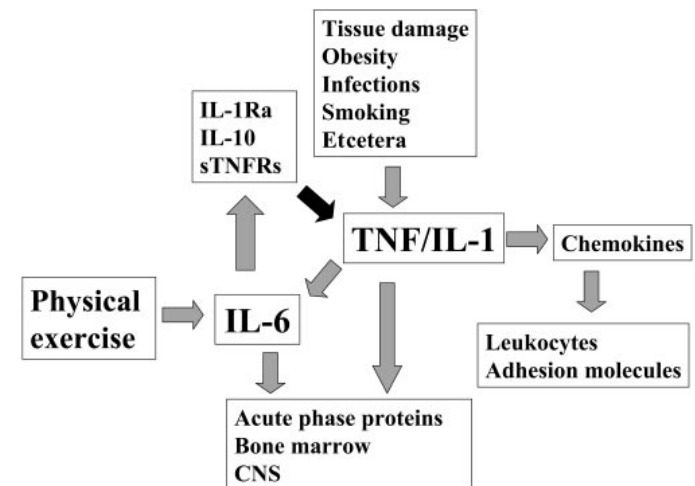 Tissue damage
Obesity
Infections
Smoking
Etcetera
IL-1Ra
IL-10
sTNFRs
TNF/IL-1
Chemokines
Physical
exercise
IL-6
Leukocytes
Adhesion molecules
Acute phase proteins
Bone marrow
CNS